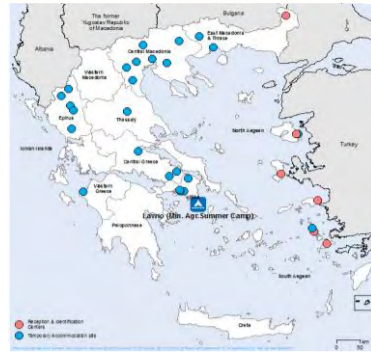 The former
Yugoslav Republic
of Macedonia
Bulgaria
Albania
East Macedonia
& Thrace
Central Macedonia
Western
Macedonia
Epirus
Thessaly
North Aegean
Turkey
Ionian Islands
Central Greece
Western
Greece
Lavrio (Min. Agr.Summer Camp)
Peloponnese
South Aegean
Crete
Reception & Identification
Centers
Temporary Accommodation site